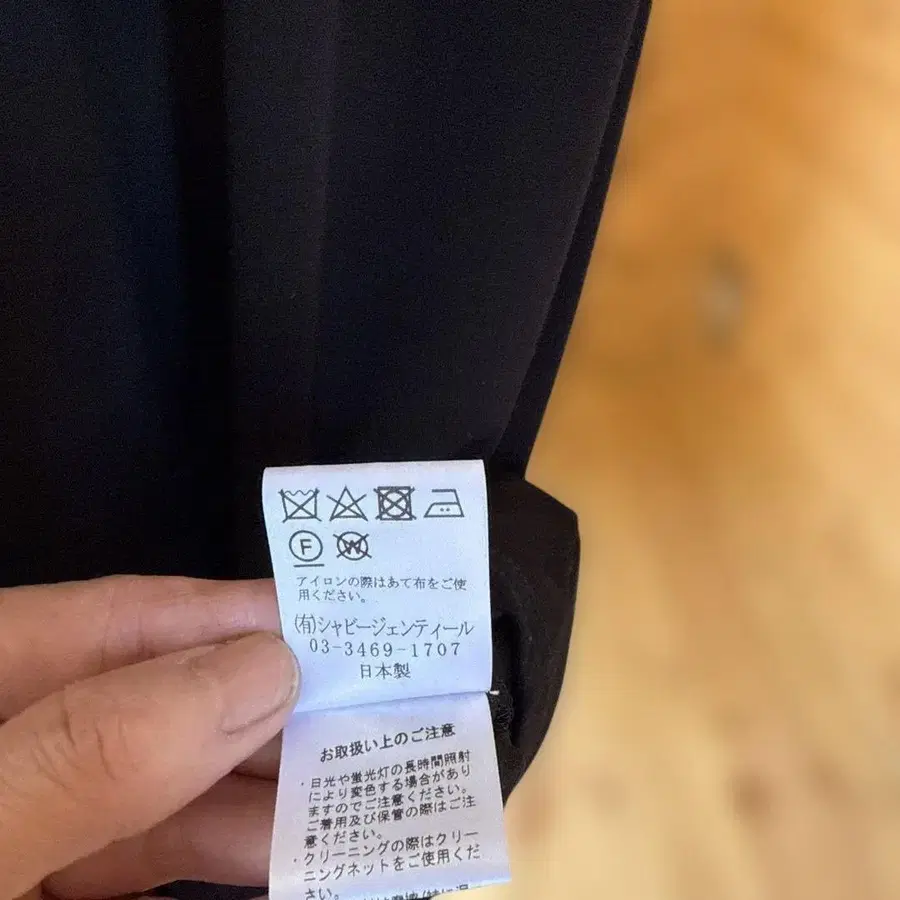 F W
アイロンの際はあて布をご使
用ください。
(有)シャビージェンティール
03-3469-1707
日本製
お取扱い上のご注意
・日光や蛍光灯の長時間照射
により変色する場合があり
ますのでご注意ください。
ご着用及び保管の際はご注
意ください。
・クリーニングの際はクリー
ニングネットをご使用くだ
さい。